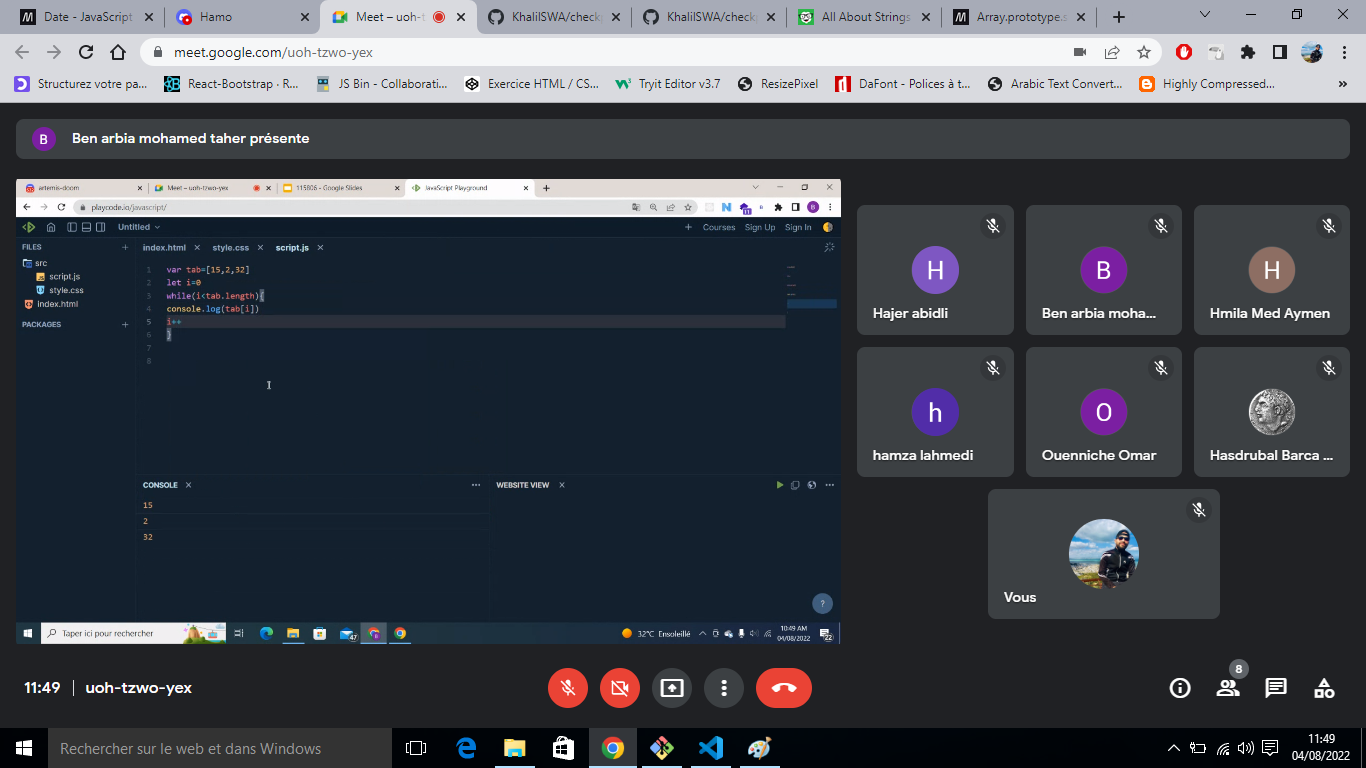 Date - JavaScript
Hamo
Meet – uoh-t
KhalilSWA/check
KhalilSWA/check
All About Strings
Array.prototype.s
meet.google.com/uoh-tzwo-yex
Structurez votre pa...
React-Bootstrap · R...
JS Bin - Collaborati...
Exercice HTML / CS...
Tryit Editor v3.7
ResizePixel
DaFont - Polices à t...
Arabic Text Convert...
Highly Compressed...
»
B
Ben arbia mohamed taher présente
artemis-doom
Meet – uoh-tzwo-yex
115806 - Google Slides
JavaScript Playground
playcode.io/javascript/
Untitled
Courses
Sign Up
Sign In
FILES
src
script.js
style.css
index.html
PACKAGES
index.html
style.css
script.js
1 var tab=[15,2,32]
2 let i=0
3 while(i<tab.length){
4 console.log(tab[i])
5 i++
6 }
7
8
CONSOLE
15
2
32
WEBSITE VIEW
?
Taper ici pour rechercher
47
32°C Ensoleillé
10:49 AM
04/08/2022
22
H
Hajer abidli
B
Ben arbia moha...
H
Hmila Med Aymen
h
hamza lahmedi
O
Ouenniche Omar
Hasdrubal Barca ...
Vous
11:49 | uoh-tzwo-yex
8
Rechercher sur le web et dans Windows
11:49
04/08/2022